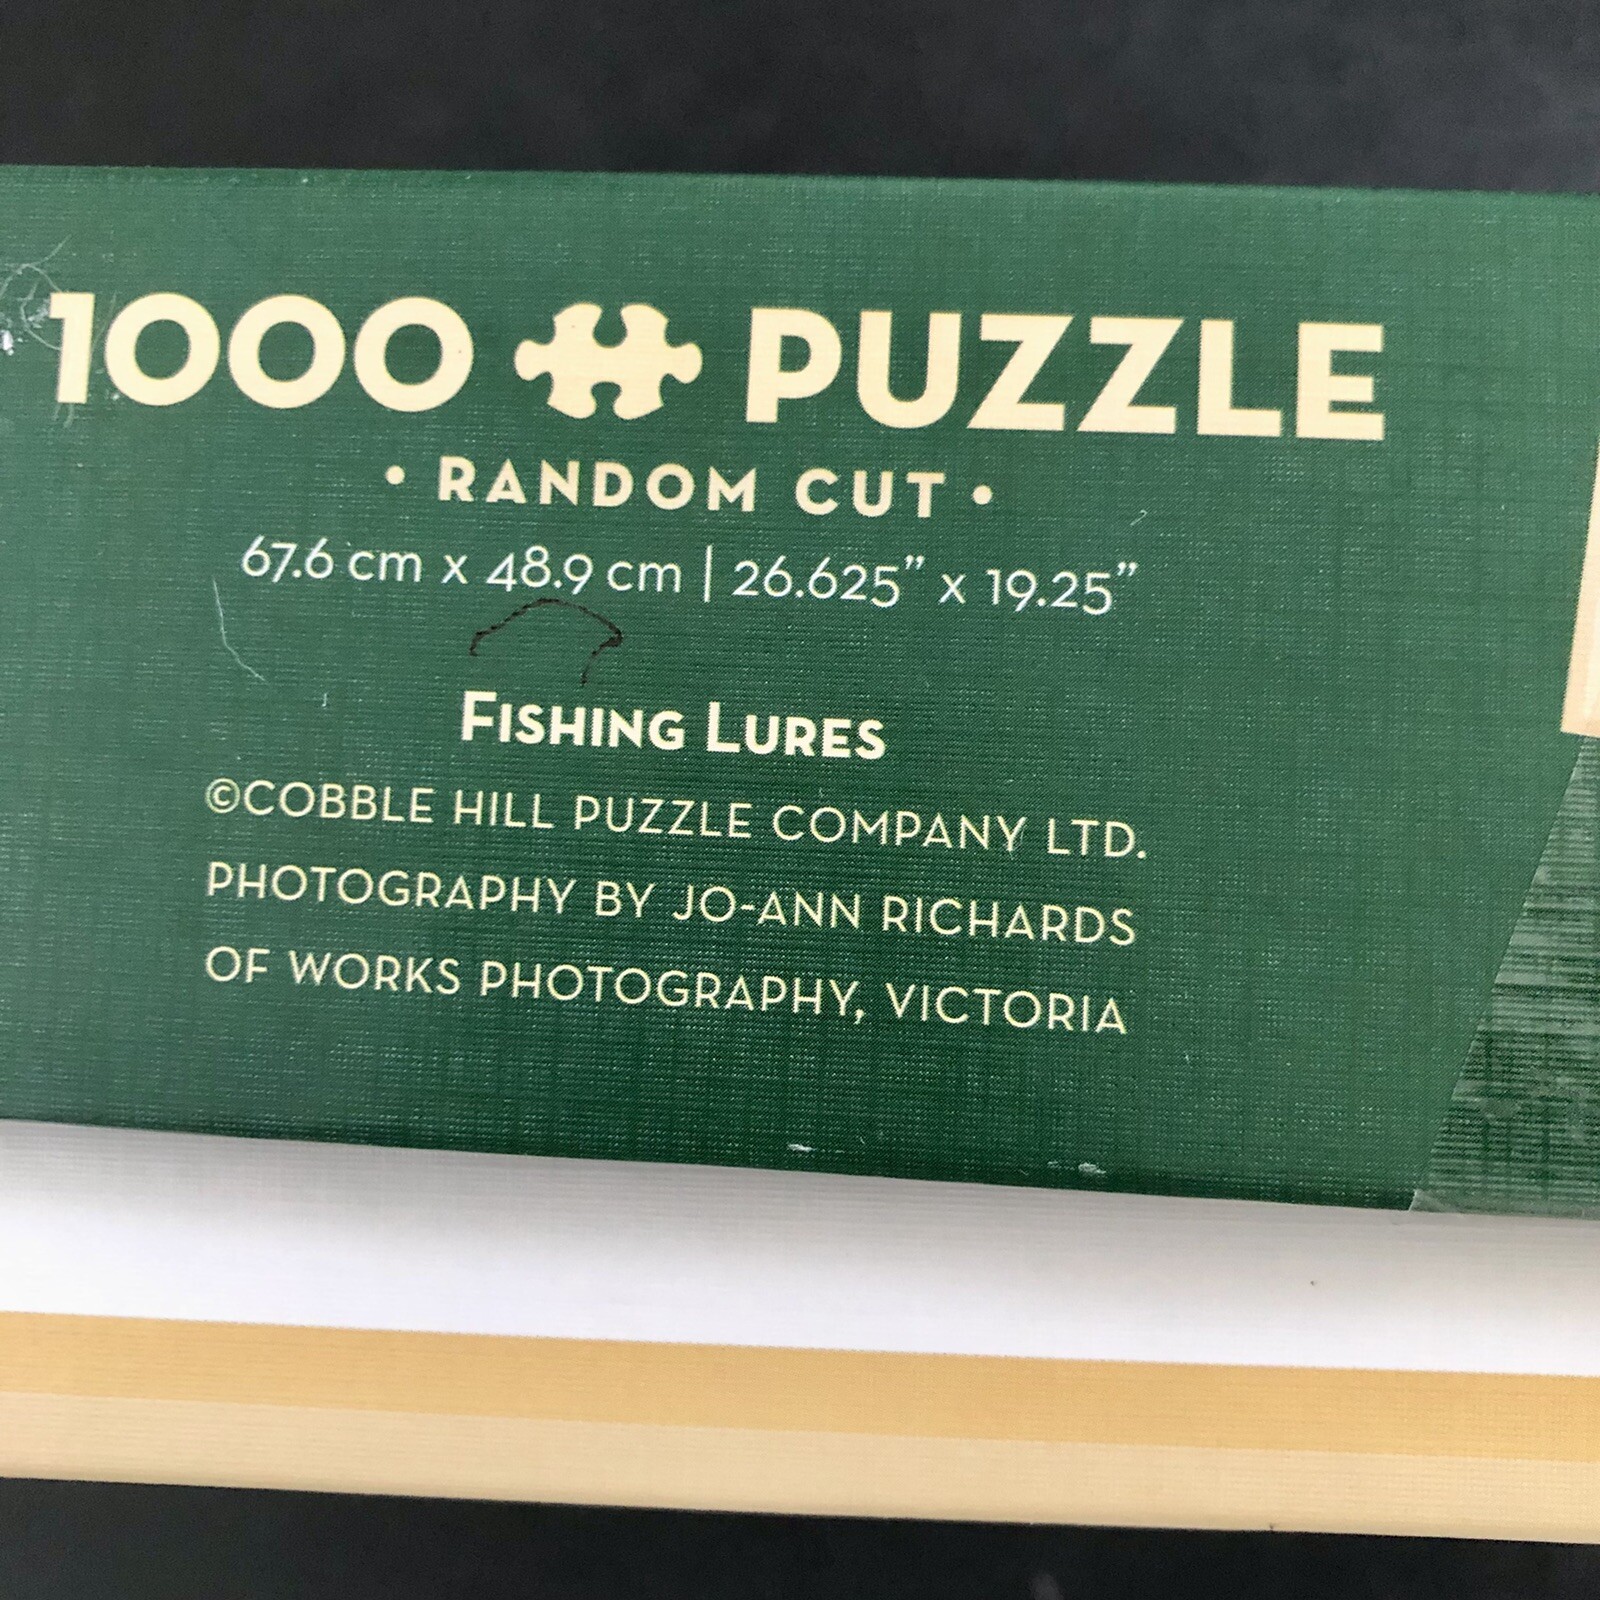 1000 PUZZLE
• RANDOM CUT •
67.6 cm x 48.9 cm | 26.625” x 19.25”
FISHING LURES
©COBBLE HILL PUZZLE COMPANY LTD.
PHOTOGRAPHY BY JO-ANN RICHARDS
OF WORKS PHOTOGRAPHY, VICTORIA